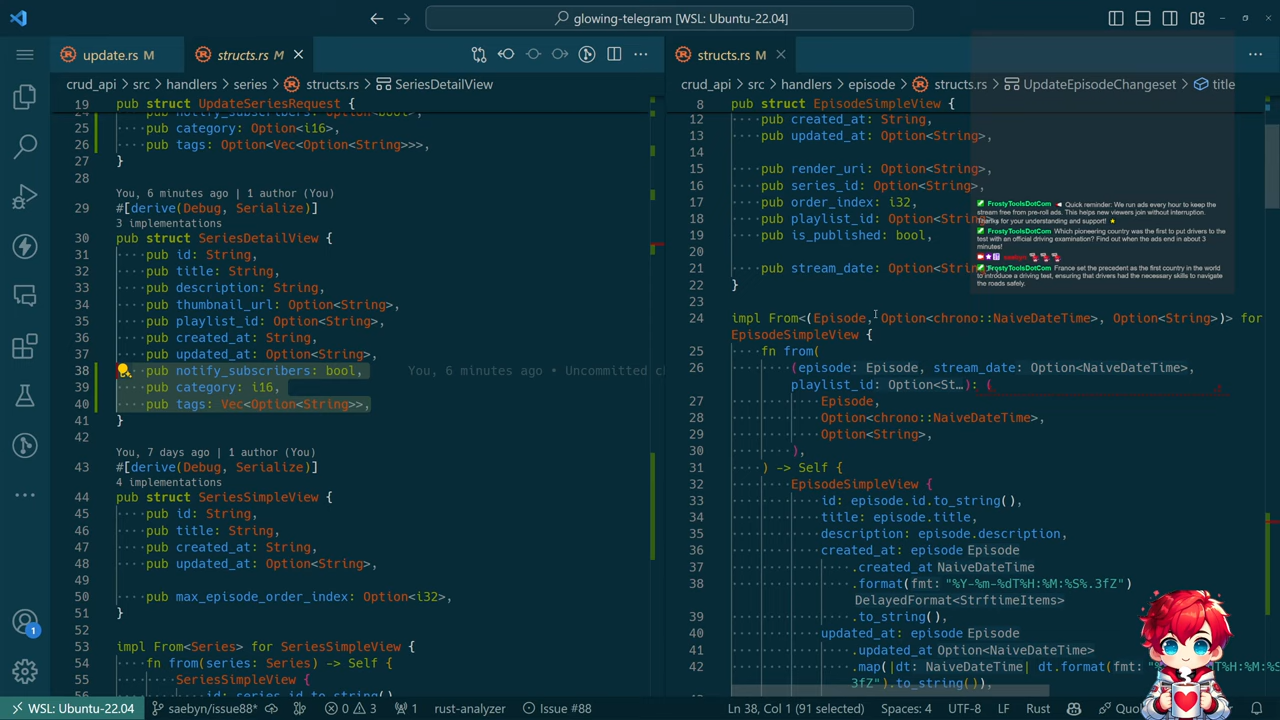 glowing-telegram [WSL: Ubuntu-22.04]
update.rs M
structs.rs M
structs.rs M
crud_api > src > handlers > series > structs.rs > SeriesDetailView
19 pub struct UpdateSeriesRequest {
24 pub notify_subscribers: Option<bool>,
25 pub category: Option<i16>,
26 pub tags: Option<Vec<Option<String>>>,
27 }
28
You, 6 minutes ago | 1 author (You)
29 #[derive(Debug, Serialize)]
3 implementations
30 pub struct SeriesDetailView {
31 pub id: String,
32 pub title: String,
33 pub description: String,
34 pub thumbnail_url: Option<String>,
35 pub playlist_id: Option<String>,
36 pub created_at: String,
37 pub updated_at: Option<String>,
38 pub notify_subscribers: bool, You, 6 minutes ago • Uncommitted c
39 pub category: i16,
40 pub tags: Vec<Option<String>>,
41 }
42
You, 7 days ago | 1 author (You)
43 #[derive(Debug, Serialize)]
4 implementations
44 pub struct SeriesSimpleView {
45 pub id: String,
46 pub title: String,
47 pub created_at: String,
48 pub updated_at: Option<String>,
49
50 pub max_episode_order_index: Option<i32>,
51 }
52
53 impl From<Series> for SeriesSimpleView {
54 fn from(series: Series) -> Self {
55 SeriesSimpleView {
56 id: series.id.to_string()
crud_api > src > handlers > episode > structs.rs > UpdateEpisodeChangeset > title
8 pub struct EpisodeSimpleView {
12 pub created_at: String,
13 pub updated_at: Option<String>,
14
15 pub render_uri: Option<String>,
16 pub series_id: Option<String>,
17 pub order_index: i32,
18 pub playlist_id: Option<String>,
19 pub is_published: bool,
20
21 pub stream_date: Option<String>,
22 }
23
24 impl From<(Episode, Option<chrono::NaiveDateTime>, Option<String>)> for
EpisodeSimpleView {
25 fn from(
26 (episode: Episode, stream_date: Option<NaiveDateTime>,
playlist_id: Option<St…): (
27 Episode,
28 Option<chrono::NaiveDateTime>,
29 Option<String>,
30 ),
31 ) -> Self {
32 EpisodeSimpleView {
33 id: episode.id.to_string(),
34 title: episode.title,
35 description: episode.description,
36 created_at: episode Episode
37 .created_at NaiveDateTime
38 .format(fmt: "%Y-%m-%dT%H:%M:%S%.3fZ")
DelayedFormat<StrftimeItems>
39 .to_string(),
40 updated_at: episode Episode
41 .updated_at Option<NaiveDateTime>
42 .map(|dt: NaiveDateTime| dt.format(fmt: "%Y-%m-%dT%H:%M:%S%.
3fZ").to_string()),
FrostyToolsDotCom Quick reminder: We run ads every hour to keep the
stream free from pre-roll ads. This helps new viewers join without interruption.
Thanks for your understanding and support!
FrostyToolsDotCom Which pioneering country was the first to put drivers to the
test with an official driving examination? Find out when the ads end in about 3
minutes!
saebyn
FrostyToolsDotCom France set the precedent as the first country in the world
to introduce a driving test, ensuring that drivers had the necessary skills to navigate
the roads safely.
1
WSL: Ubuntu-22.04 saebyn/issue88* 0 3 1 rust-analyzer Issue #88 Ln 38, Col 1 (91 selected) Spaces: 4 UTF-8 LF Rust